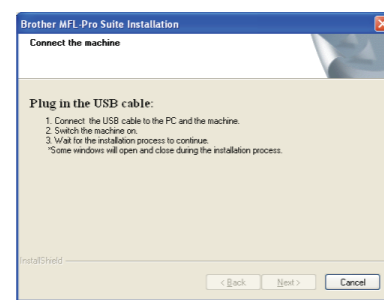 Brother MFL-Pro Suite Installation
Connect the machine
Plug in the USB cable:
1. Connect the USB cable to the PC and the machine.
2. Switch the machine on.
3. Wait for the installation process to continue.
*Some windows will open and close during the installation process.
InstallShield
< Back
Next >
Cancel